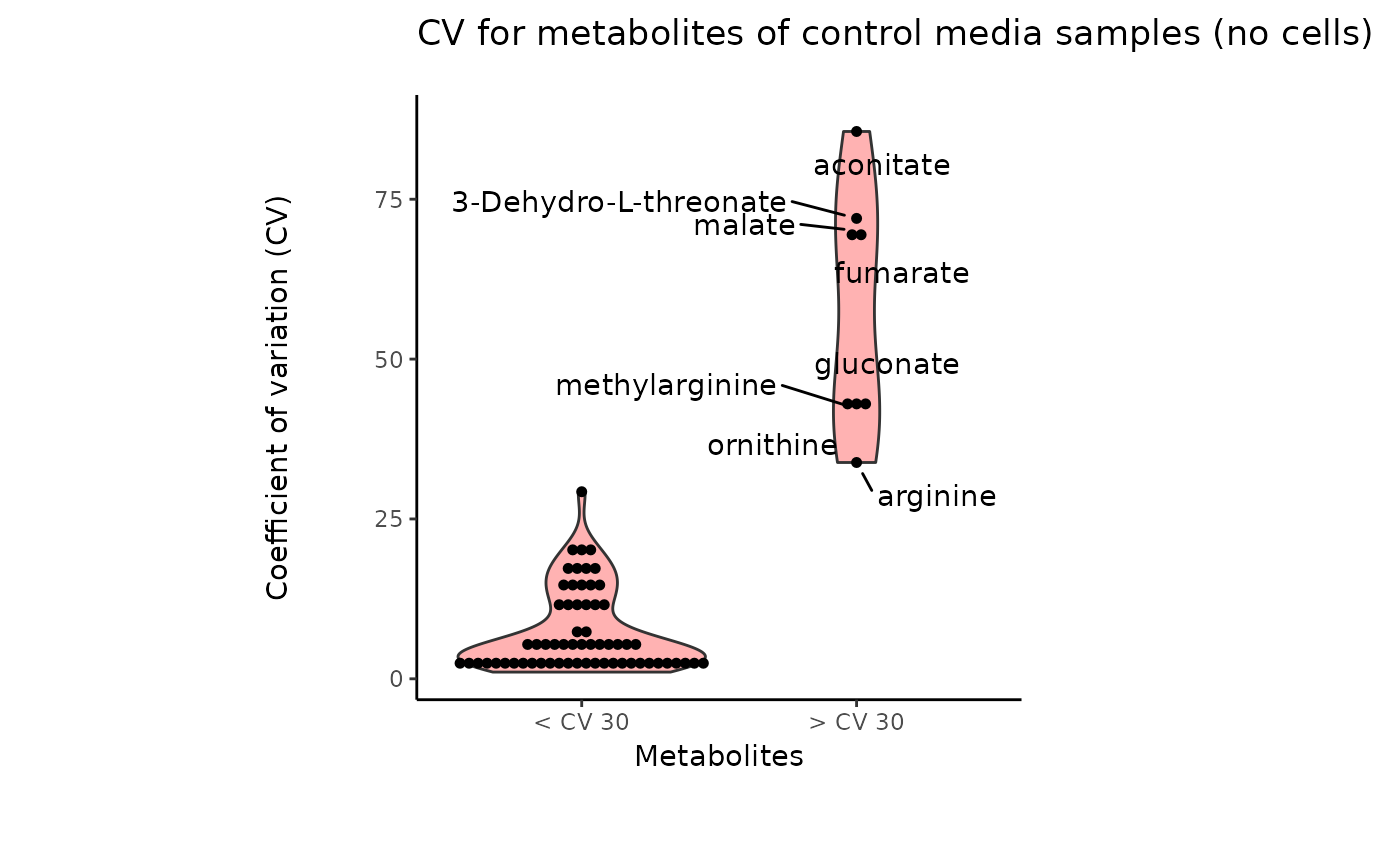 CV for metabolites of control media samples (no cells)
Coefficient of variation (CV)
75
50
25
0
aconitate
3-Dehydro-L-threonate
malate
fumarate
gluconate
methylarginine
ornithine
arginine
< CV 30
> CV 30
Metabolites